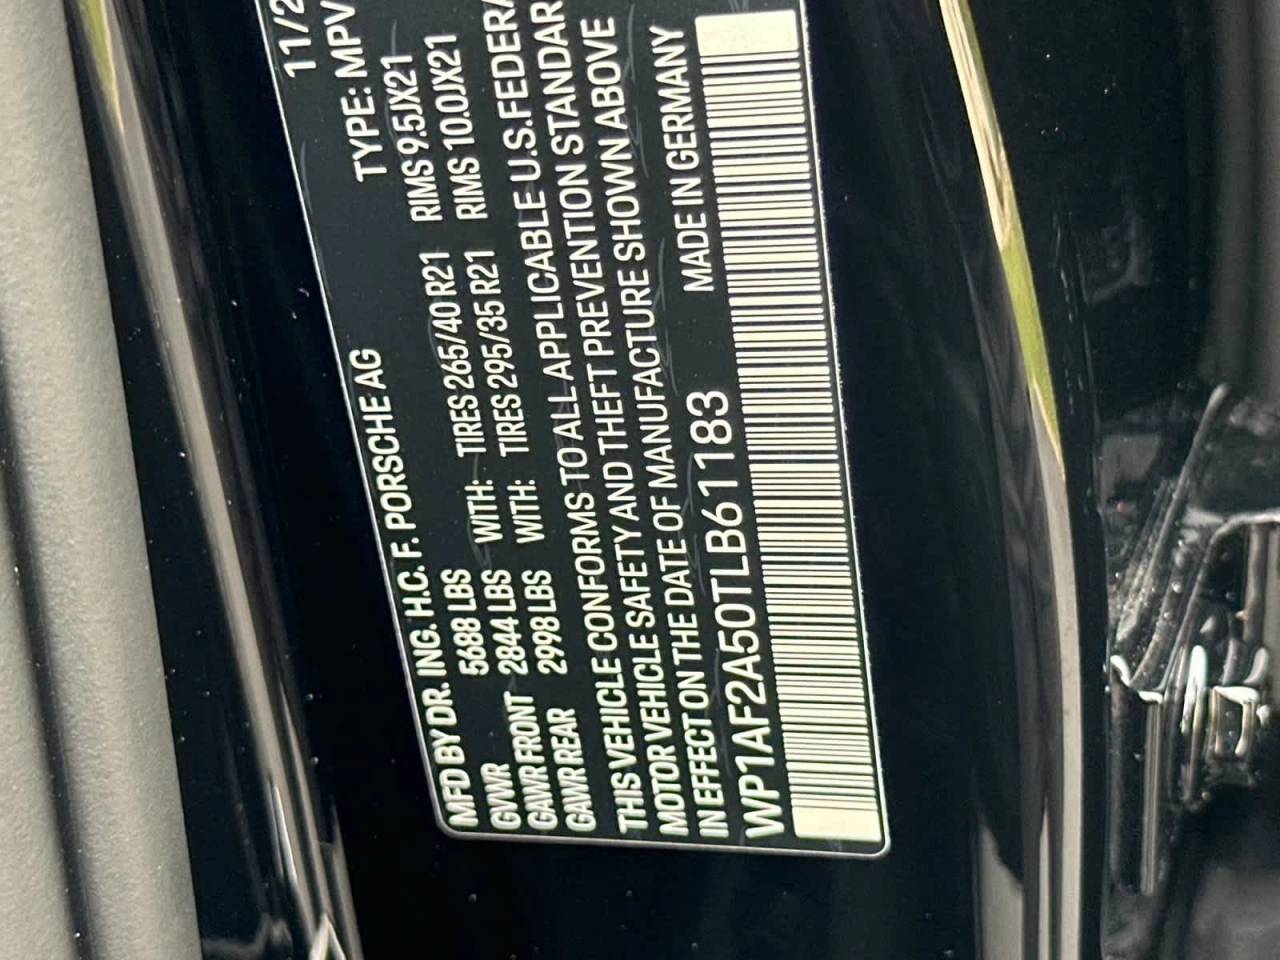 MFD BY DR. ING. H.C. F. PORSCHE AG 11/2
GVWR 5688 LBS TYPE: MPV
GAWR FRONT 2844 LBS WITH: TIRES 265/40 R21 RIMS 9.5JX21
GAWR REAR 2998 LBS WITH: TIRES 295/35 R21 RIMS 10.0JX21
THIS VEHICLE CONFORMS TO ALL APPLICABLE U.S. FEDERA
MOTOR VEHICLE SAFETY AND THEFT PREVENTION STANDAR
IN EFFECT ON THE DATE OF MANUFACTURE SHOWN ABOVE
WP1AF2A50TLB61183 MADE IN GERMANY